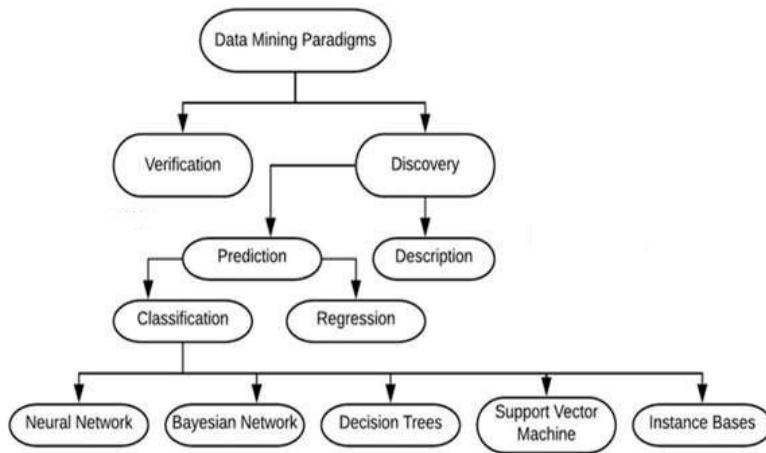 Data Mining Paradigms
Verification
Discovery
Prediction
Description
Classification
Regression
Neural Network
Bayesian Network
Decision Trees
Support Vector
Machine
Instance Bases